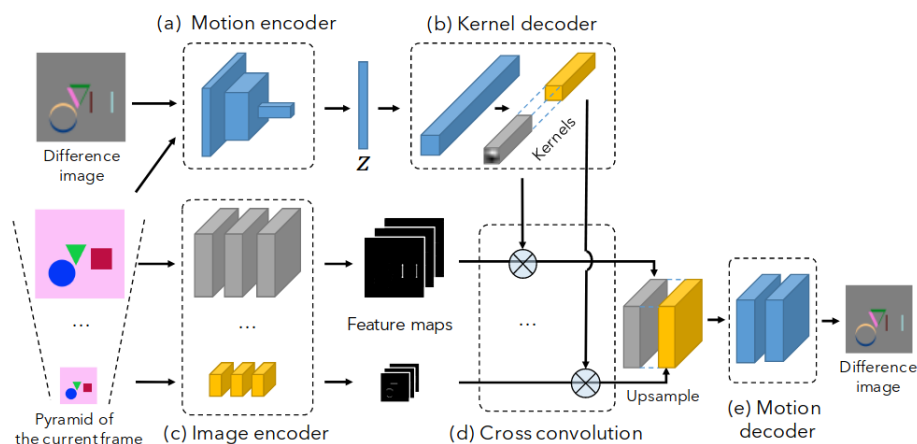 (a) Motion encoder
(b) Kernel decoder
Difference
image
Z
Kernels
...
...
Feature maps
...
Upsample
Difference
image
Pyramid of
the current frame
(c) Image encoder
(d) Cross convolution
(e) Motion
decoder